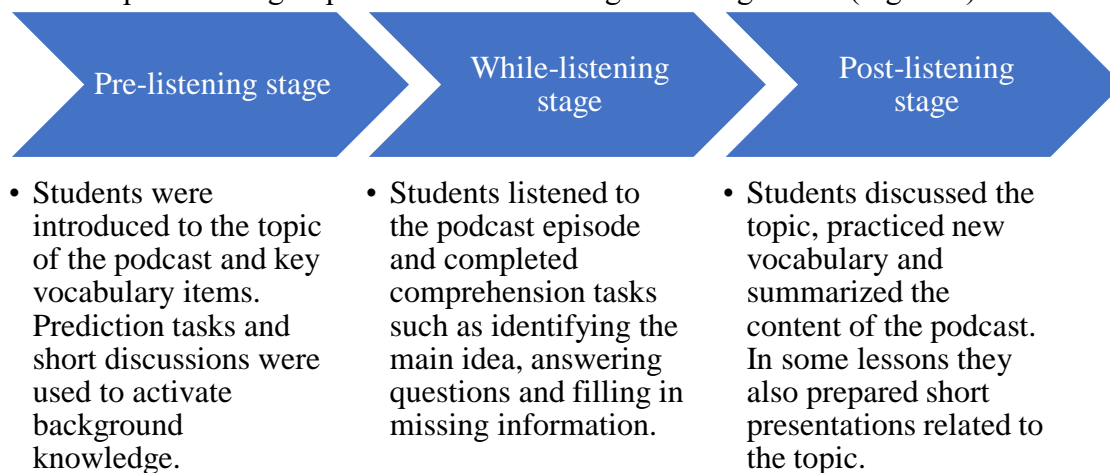 Pre-listening stage
While-listening
stage
Post-listening
stage
• Students were
introduced to the topic
of the podcast and key
vocabulary items.
Prediction tasks and
short discussions were
used to activate
background
knowledge.
• Students listened to
the podcast episode
and completed
comprehension tasks
such as identifying the
main idea, answering
questions and filling in
missing information.
• Students discussed the
topic, practiced new
vocabulary and
summarized the
content of the podcast.
In some lessons they
also prepared short
presentations related to
the topic.